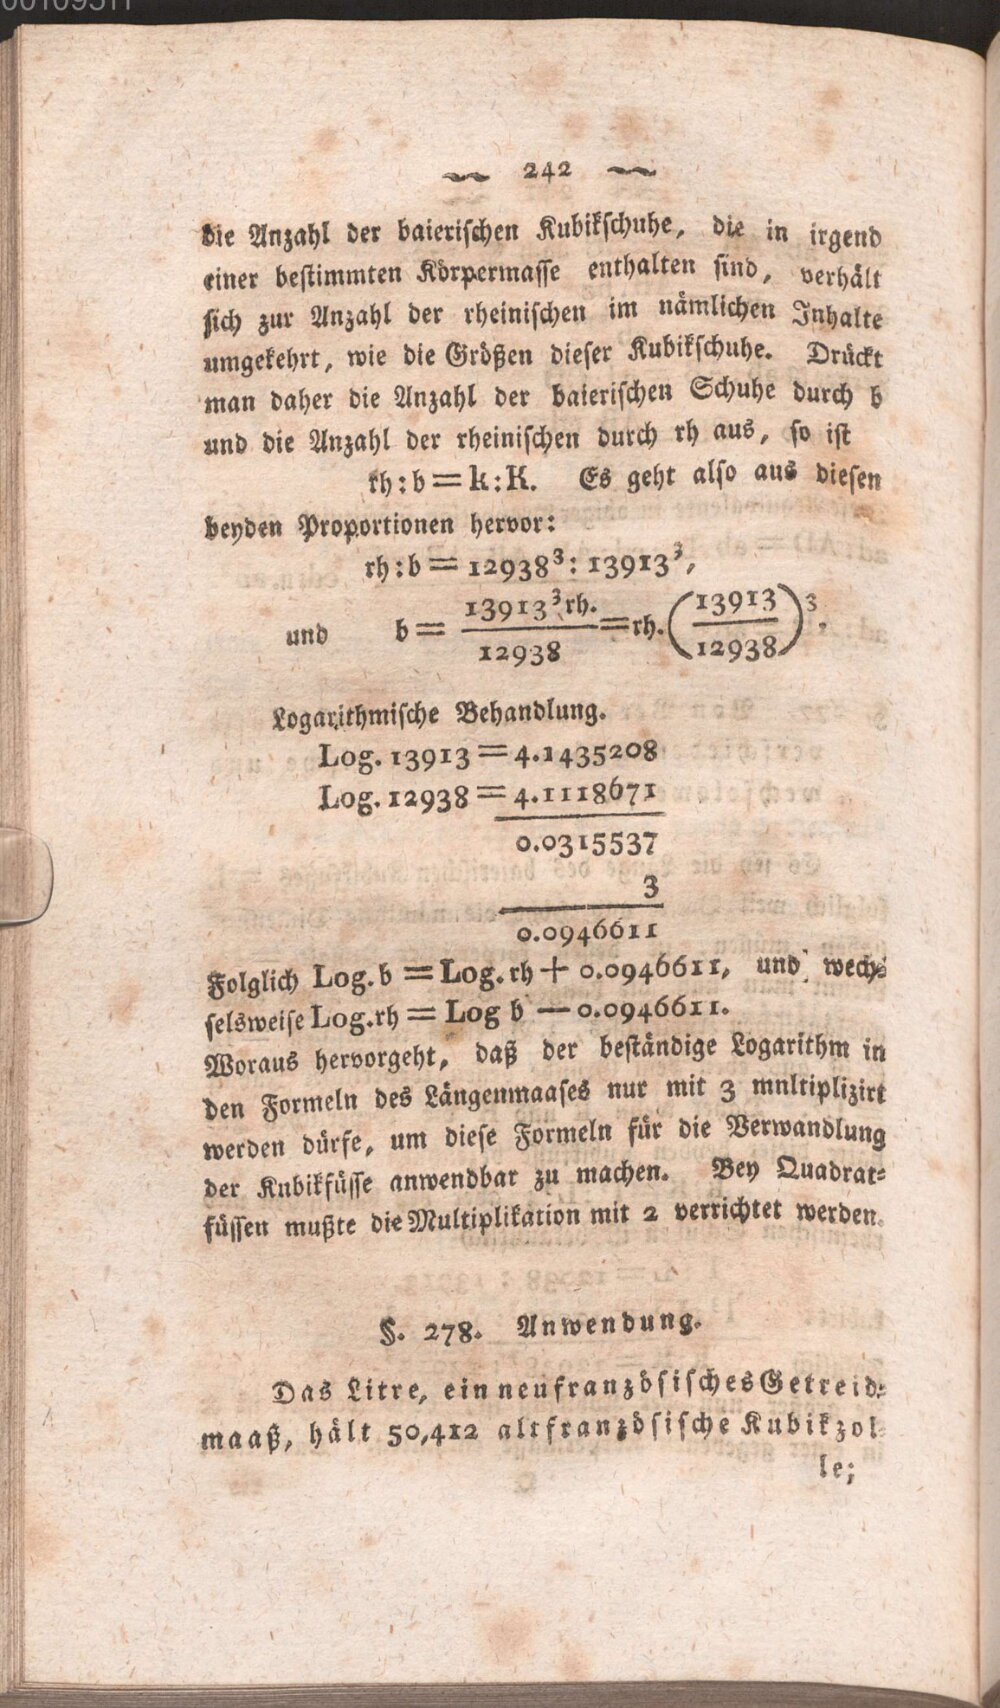 242
die Anzahl der baierischen Kubikschuhe, die in irgend
einer bestimmten Körpermasse enthalten sind, verhält
sich zur Anzahl der rheinischen im nämlichen Inhalte
umgekehrt, wie die Größen dieser Kubikschuhe. Drückt
man daher die Anzahl der baierischen Schuhe durch b
und die Anzahl der rheinischen durch rh aus, so ist
rh : b = k : K. Es geht also aus diesen
beyden Proportionen hervor:
rh : b = 12938³ : 13913³,
und b = 13913³ rh. / 12938 = rh. (13913 / 12938)³.
Logarithmische Behandlung.
Log. 13913 = 4.1435208
Log. 12938 = 4.1118671
0.0315537
3
0.0946611
Folglich Log. b = Log. rh + 0.0946611, und wech-
selsweise Log. rh = Log b — 0.0946611.
Woraus hervorgeht, daß der beständige Logarithm in
den Formeln des Längenmaases nur mit 3 mnltiplizirt
werden dürfe, um diese Formeln für die Verwandlung
der Kubikfüsse anwendbar zu machen. Bey Quadrat-
füssen mußte die Multiplikation mit 2 verrichtet werden.
§. 278. Anwendung.
Das Litre, ein neufranzösisches Getreid-
maaß, hält 50,412 altfranzösische Kubikzol-
le;